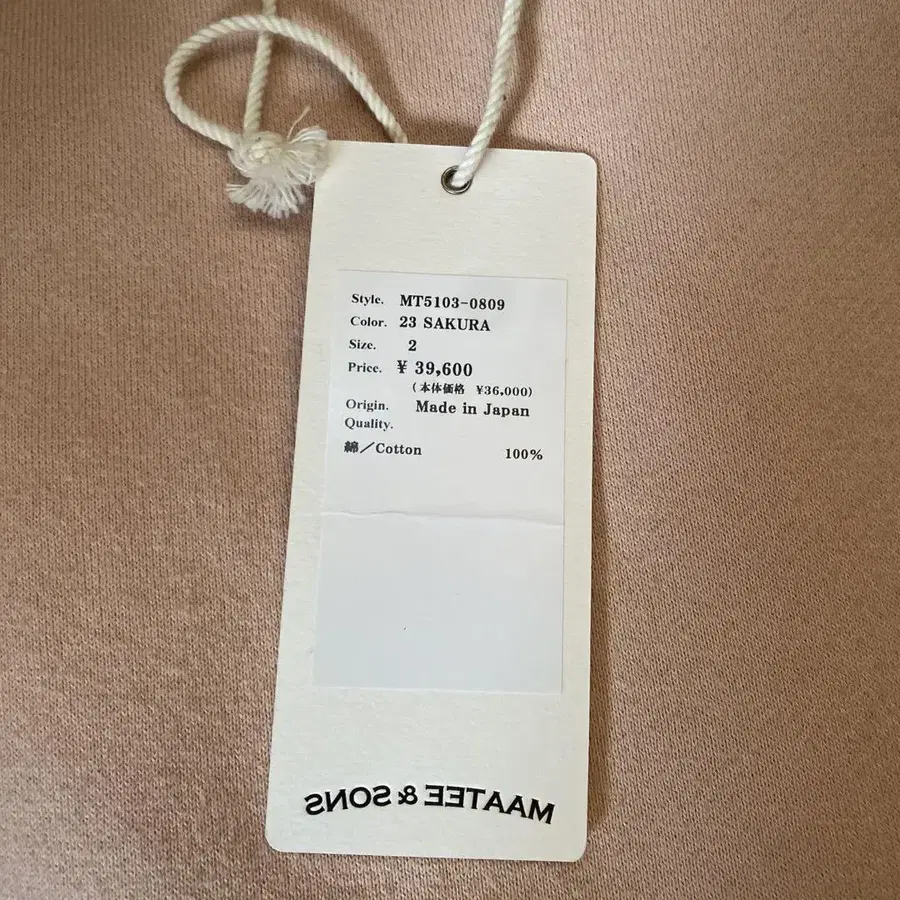 Style. MT5103-0809
Color. 23 SAKURA
Size. 2
Price. ¥ 39,600
(本体価格 ¥36,000)
Origin. Made in Japan
Quality.
綿／Cotton 100%
MAATEE & SONS